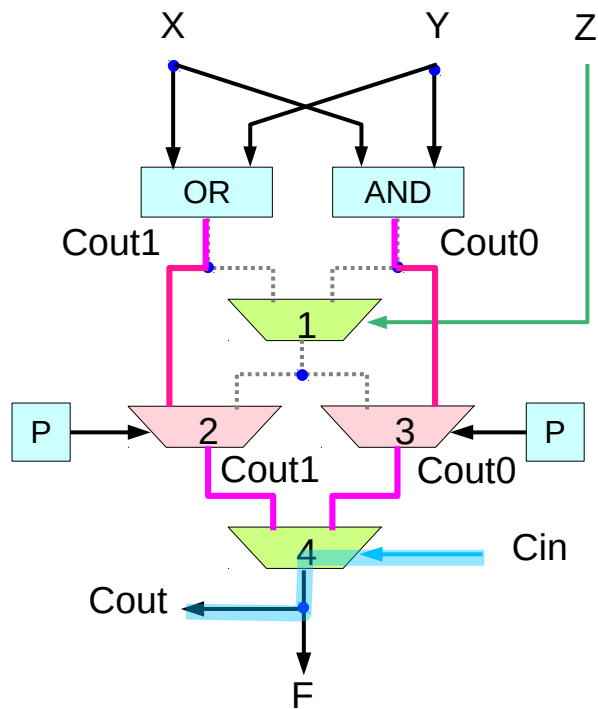 X Y Z
OR AND
Cout1 Cout0
1
P 2 3 P
Cout1 Cout0
4 Cin
Cout
F